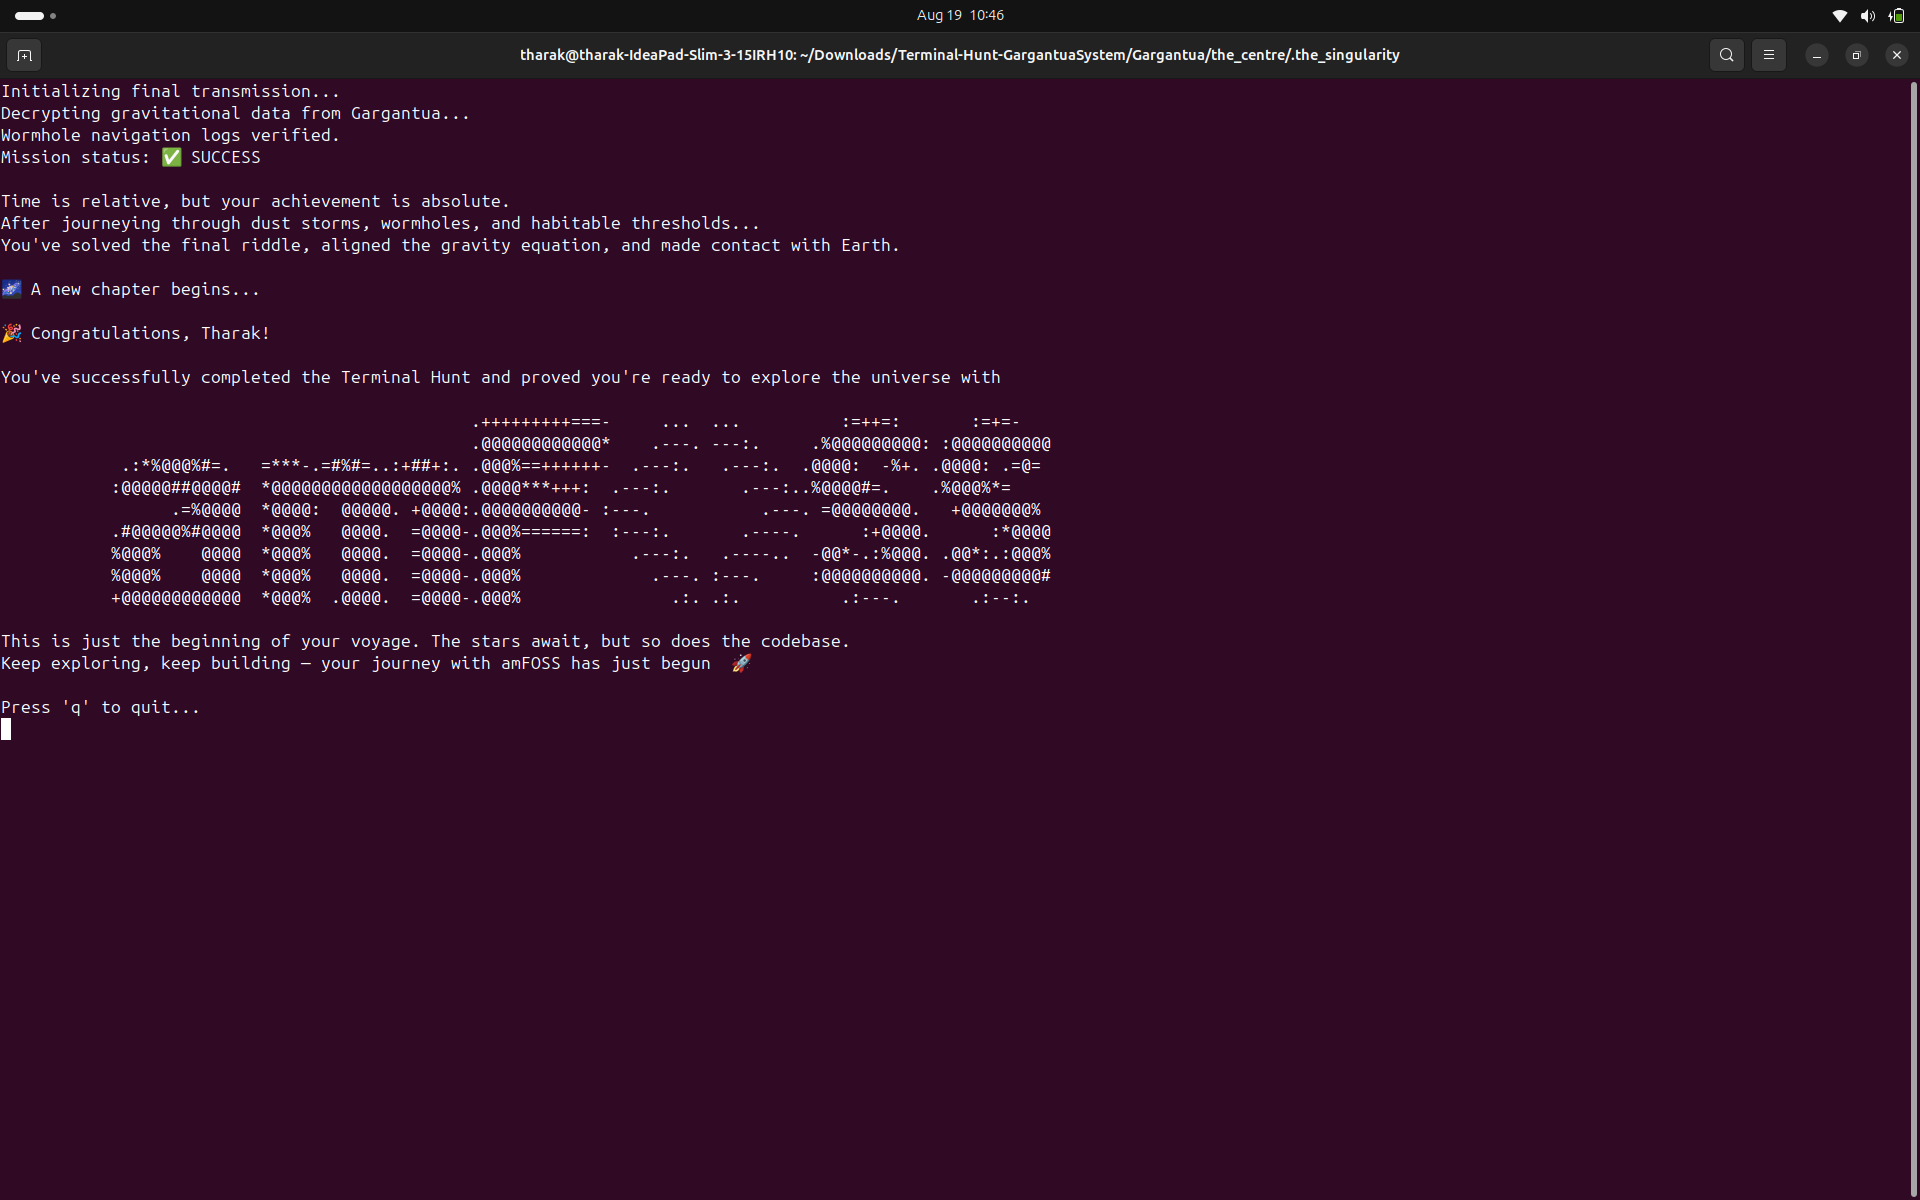 Aug 19  10:46
tharak@tharak-IdeaPad-Slim-3-15IRH10: ~/Downloads/Terminal-Hunt-GargantuaSystem/Gargantua/the_centre/.the_singularity
Initializing final transmission...
Decrypting gravitational data from Gargantua...
Wormhole navigation logs verified.
Mission status: ✅ SUCCESS
Time is relative, but your achievement is absolute.
After journeying through dust storms, wormholes, and habitable thresholds...
You've solved the final riddle, aligned the gravity equation, and made contact with Earth.
🌌 A new chapter begins...
🎉 Congratulations, Tharak!
You've successfully completed the Terminal Hunt and proved you're ready to explore the universe with
                                               .+++++++++===-     ...  ...          :=++=:       :=+=-
                                               .@@@@@@@@@@@@*    .---. ---:.     .%@@@@@@@@@: :@@@@@@@@@@
            .:*%@@@%#=.   =***-.=#%#=..:+##+:. .@@@%==++++++-  .---:.   .---:.  .@@@@:  -%+. .@@@@: .=@=
           :@@@@@##@@@@#  *@@@@@@@@@@@@@@@@@@% .@@@@***+++:  .---:.       .---:..%@@@@#=.    .%@@@%*=
                 .=%@@@@  *@@@@:  @@@@@. +@@@@:.@@@@@@@@@@- :---.           .---. =@@@@@@@@.   +@@@@@@@%
           .#@@@@@%#@@@@  *@@@%   @@@@.  =@@@@-.@@@%======:  :---:.       .----.      :+@@@@.      :*@@@@
           %@@@%    @@@@  *@@@%   @@@@.  =@@@@-.@@@%           .---:.   .----..  -@@*-.:%@@@. .@@*:.:@@@%
           %@@@%    @@@@  *@@@%   @@@@.  =@@@@-.@@@%             .---. :---.     :@@@@@@@@@@. -@@@@@@@@@#
           +@@@@@@@@@@@@  *@@@%  .@@@@.  =@@@@-.@@@%               .:. .:.          .:---.       .:--:.
This is just the beginning of your voyage. The stars await, but so does the codebase.
Keep exploring, keep building — your journey with amFOSS has just begun  🚀
Press 'q' to quit...